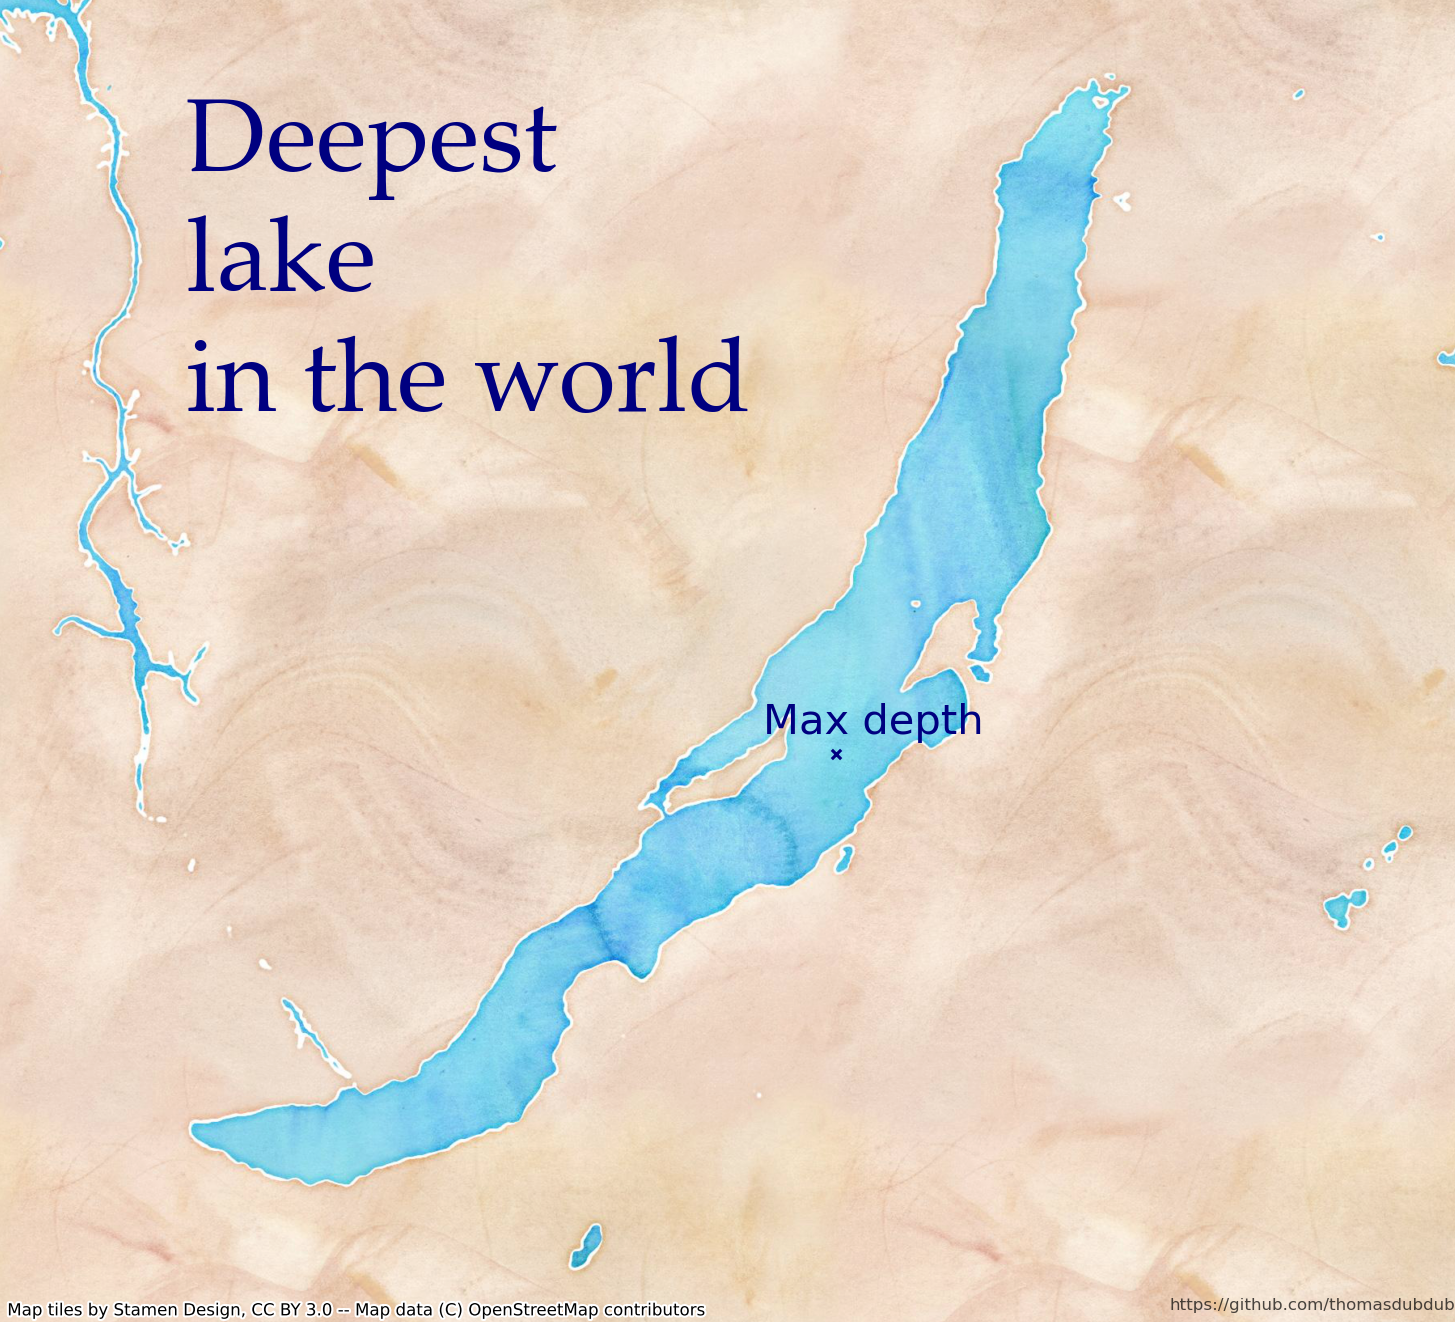 Deepest
lake
in the world
Max depth
Map tiles by Stamen Design, CC BY 3.0 -- Map data (C) OpenStreetMap contributors
https://github.com/thomasdubdub